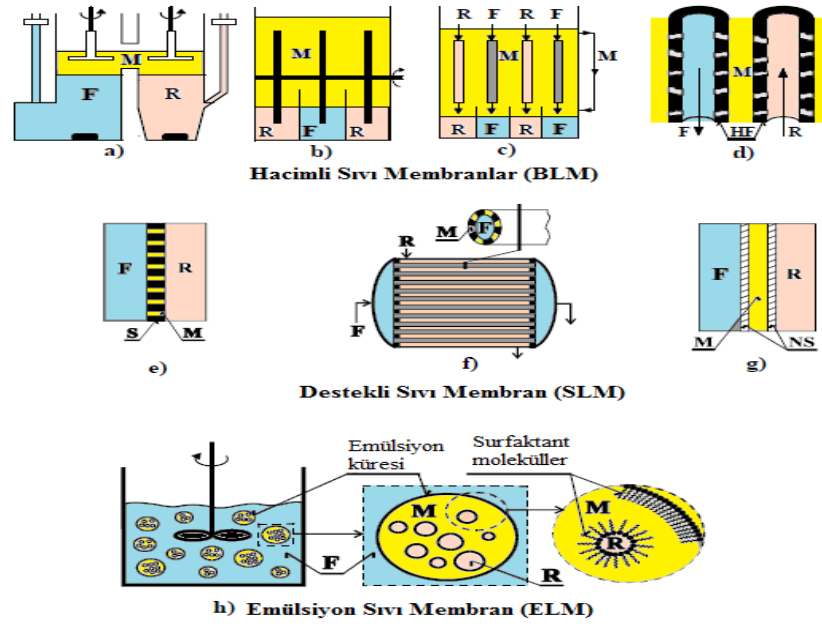 M
F
R
a)
M
R
F
R
b)
R F R F
M
M
M
R F R F
c)
M
F
HF
R
d)
Hacimli Sıvı Membranlar (BLM)
F
R
S
M
e)
M
F
R
F
f)
F
R
M
NS
g)
Destekli Sıvı Membran (SLM)
Emülsiyon
küresi
Surfaktant
moleküller
M
M
R
F
R
h) Emülsiyon Sıvı Membran (ELM)